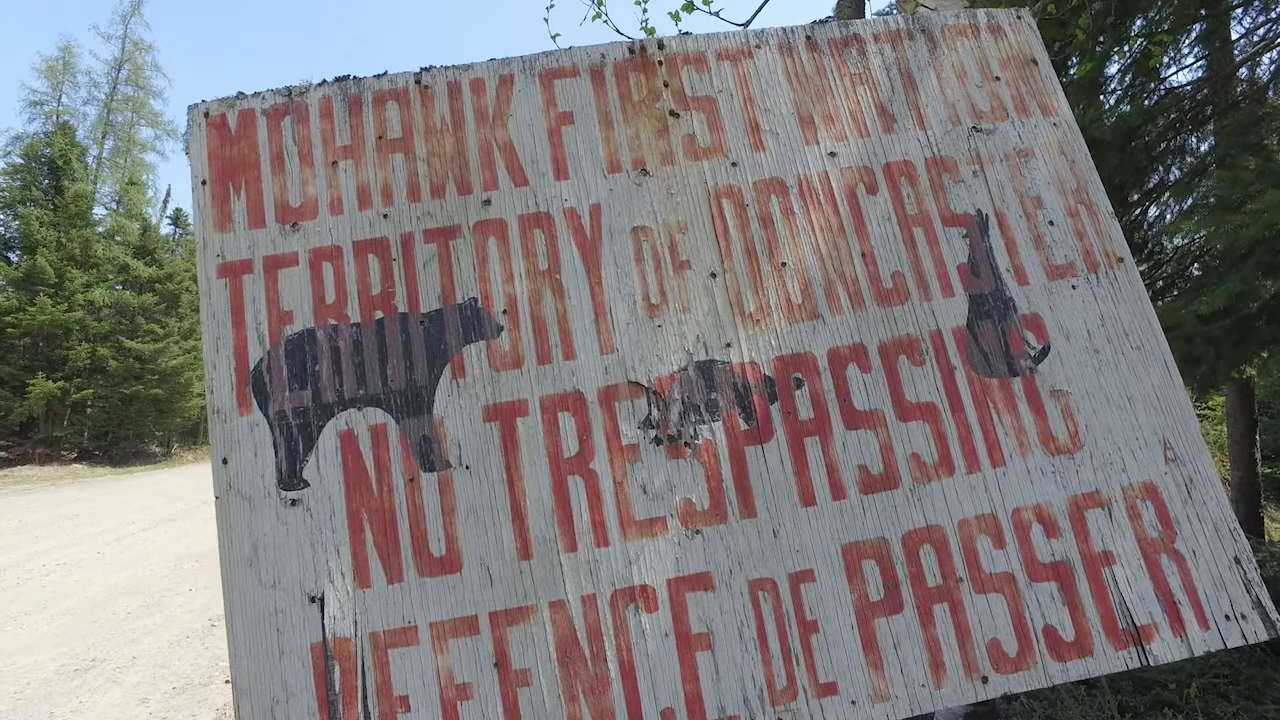 MOHAWK FIRST NATION
TERRITORY OF DONCASTER
NO TRESPASSING
DEFENCE DE PASSER